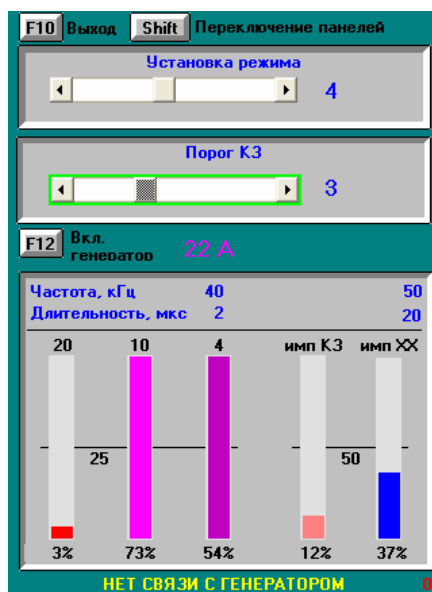 F10 Выход Shift Переключение панелей
Установка режима
4
Порог КЗ
3
F12 Вкл. генератор 22 А
Частота, кГц 40 50
Длительность, мкс 2 20
20 10 4 имп КЗ имп ХХ
25 50
3% 73% 54% 12% 37%
НЕТ СВЯЗИ С ГЕНЕРАТОРОМ